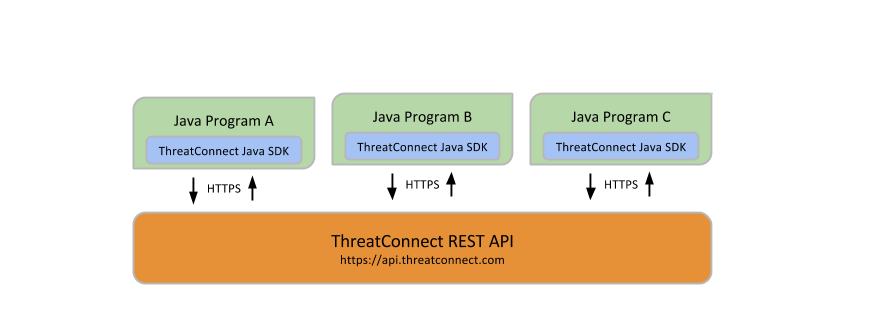 Java Program A
ThreatConnect Java SDK
HTTPS
Java Program B
ThreatConnect Java SDK
HTTPS
Java Program C
ThreatConnect Java SDK
HTTPS
ThreatConnect REST API
https://api.threatconnect.com